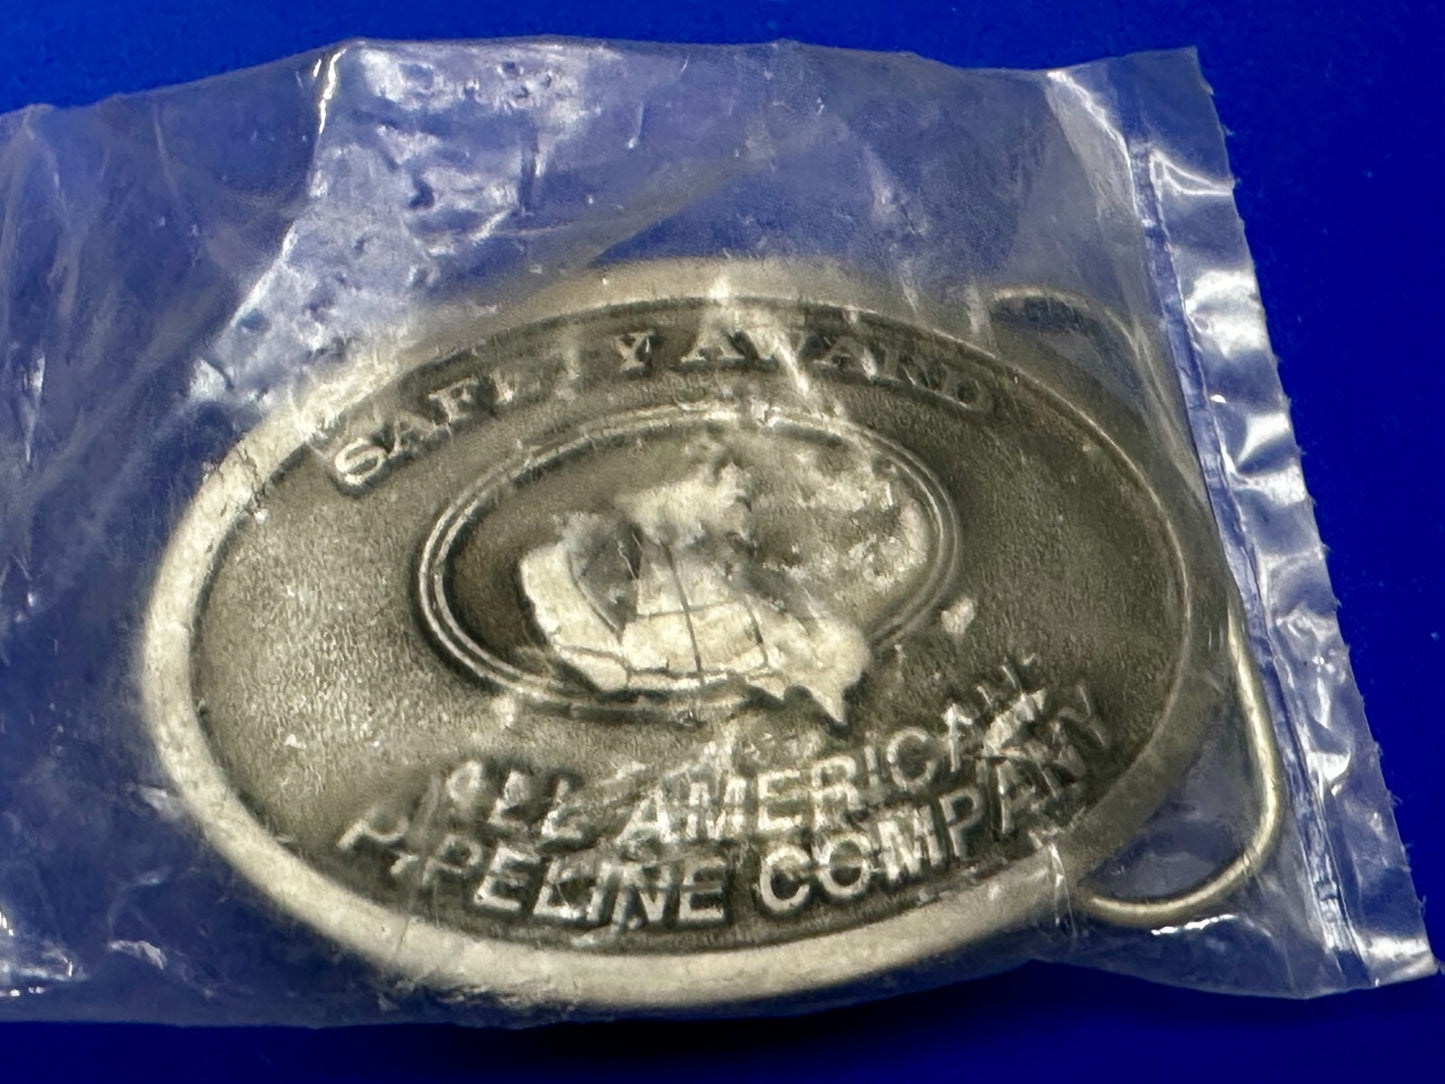 SAFETY AWARD
ALL AMERICAN
PIPELINE COMPANY